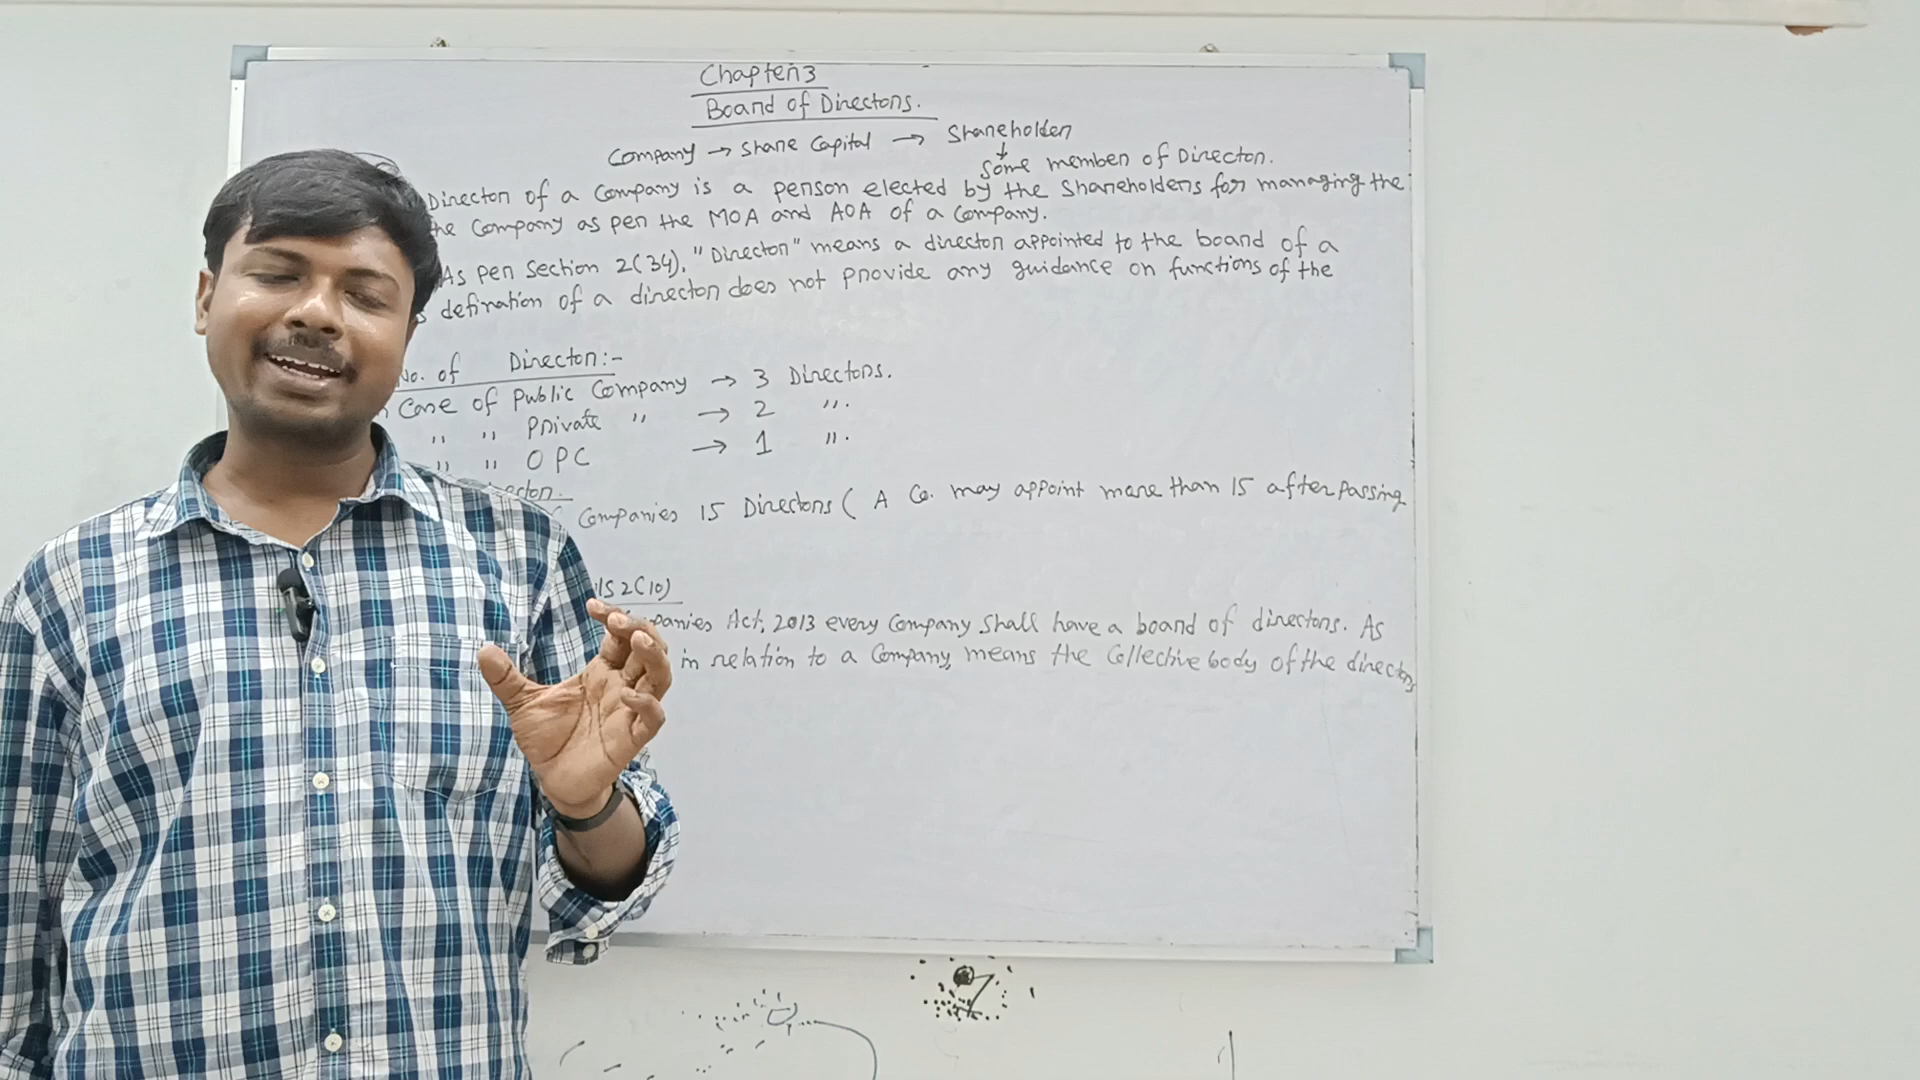 Chapter 3
Board of Directors.
Company → Share Capital → Shareholder
↓
Some member of Director.
Director of a Company is a person elected by the Shareholders for managing the
the Company as per the MOA and AOA of a Company.
As per Section 2(34), "Director" means a director appointed to the board of a
defination of a director does not provide any guidance on functions of the
No. of Director:-
Case of Public Company → 3 Directors.
" " Private " → 2 ".
" " OPC → 1 ".
Companies 15 Directors ( A Co. may appoint more than 15 after passing
2(10)
Act, 2013 every Company shall have a board of directors. As
in relation to a Company, means the Collective body of the directors